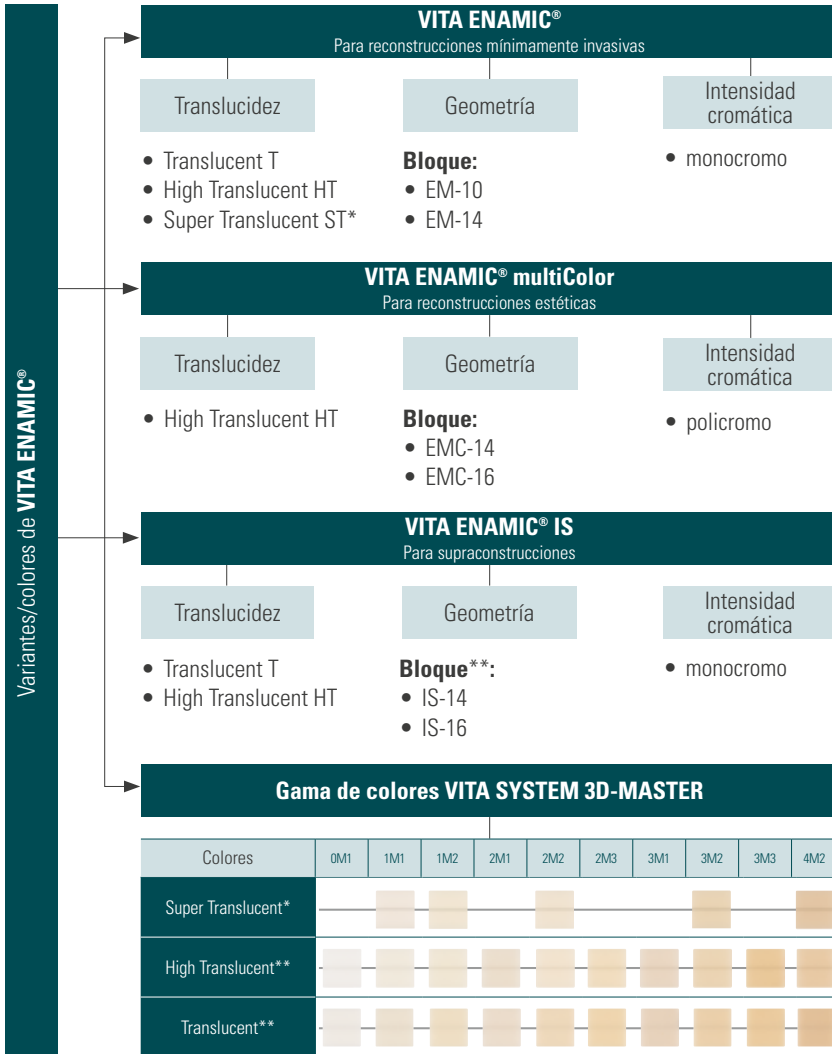 Variantes/colores de VITA ENAMIC®
VITA ENAMIC®
Para reconstrucciones mínimamente invasivas
Translucidez
Geometría
Intensidad
cromática
• Translucent T
• High Translucent HT
• Super Translucent ST*
Bloque:
• EM-10
• EM-14
• monocromo
VITA ENAMIC® multiColor
Para reconstrucciones estéticas
Translucidez
Geometría
Intensidad
cromática
• High Translucent HT
Bloque:
• EMC-14
• EMC-16
• policromo
VITA ENAMIC® IS
Para supraconstrucciones
Translucidez
Geometría
Intensidad
cromática
• Translucent T
• High Translucent HT
Bloque**:
• IS-14
• IS-16
• monocromo
Gama de colores VITA SYSTEM 3D-MASTER
Colores 0M1 1M1 1M2 2M1 2M2 2M3 3M1 3M2 3M3 4M2
Super Translucent*
High Translucent**
Translucent**